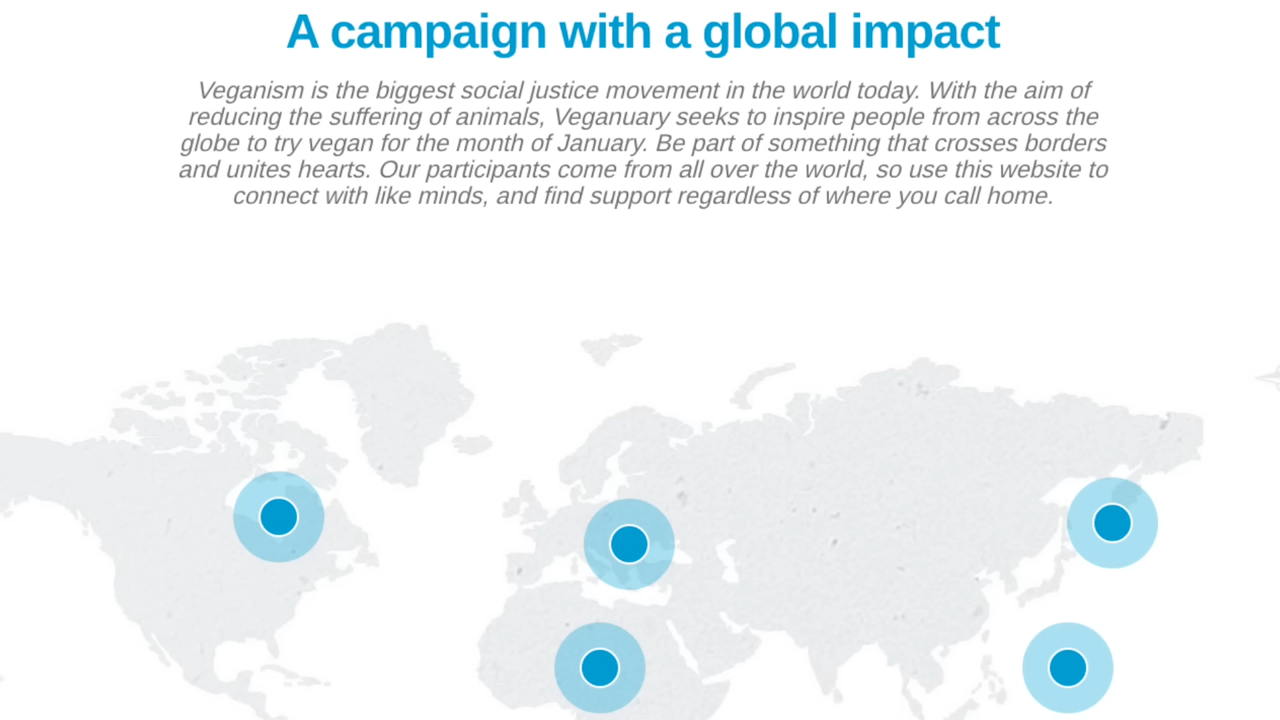 A campaign with a global impact
Veganism is the biggest social justice movement in the world today. With the aim of
reducing the suffering of animals, Veganuary seeks to inspire people from across the
globe to try vegan for the month of January. Be part of something that crosses borders
and unites hearts. Our participants come from all over the world, so use this website to
connect with like minds, and find support regardless of where you call home.